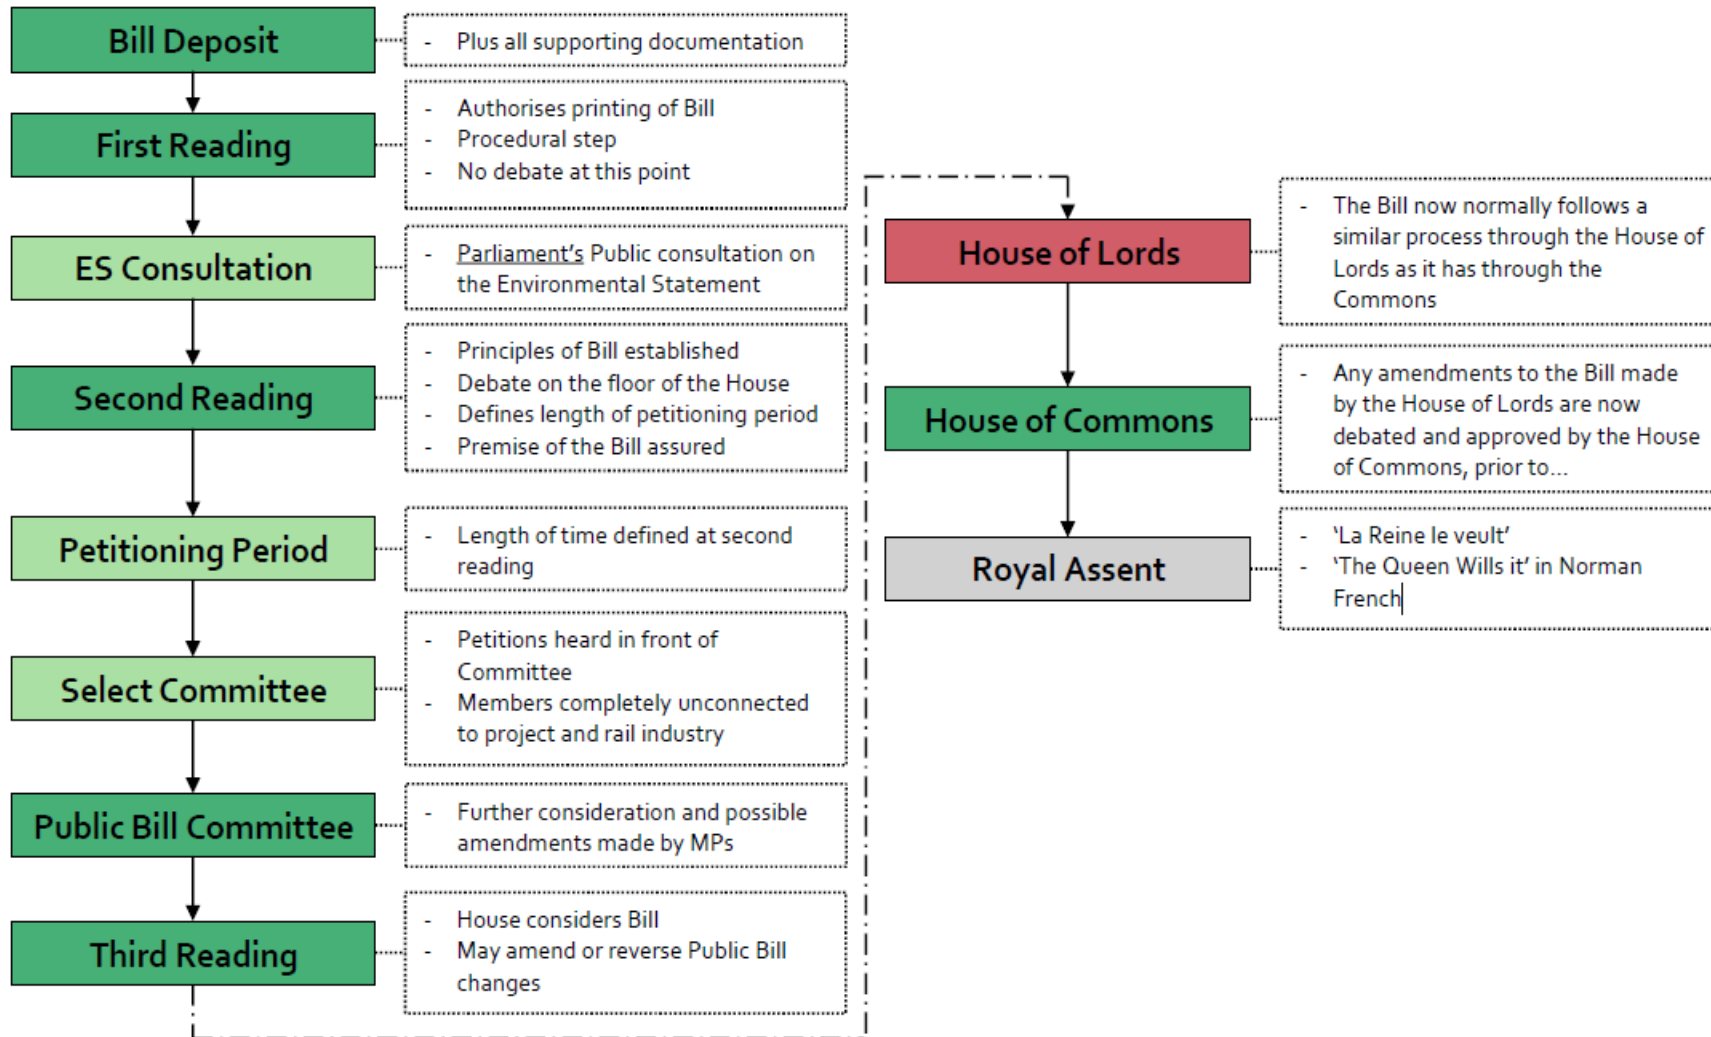 Bill Deposit
- Plus all supporting documentation
First Reading
- Authorises printing of Bill
- Procedural step
- No debate at this point
ES Consultation
- Parliament's Public consultation on
the Environmental Statement
Second Reading
- Principles of Bill established
- Debate on the floor of the House
- Defines length of petitioning period
- Premise of the Bill assured
Petitioning Period
- Length of time defined at second
reading
Select Committee
- Petitions heard in front of
Committee
- Members completely unconnected
to project and rail industry
Public Bill Committee
- Further consideration and possible
amendments made by MPs
Third Reading
- House considers Bill
- May amend or reverse Public Bill
changes
House of Lords
- The Bill now normally follows a
similar process through the House of
Lords as it has through the
Commons
House of Commons
- Any amendments to the Bill made
by the House of Lords are now
debated and approved by the House
of Commons, prior to...
Royal Assent
- ‘La Reine le veult’
- ‘The Queen Wills it’ in Norman
French